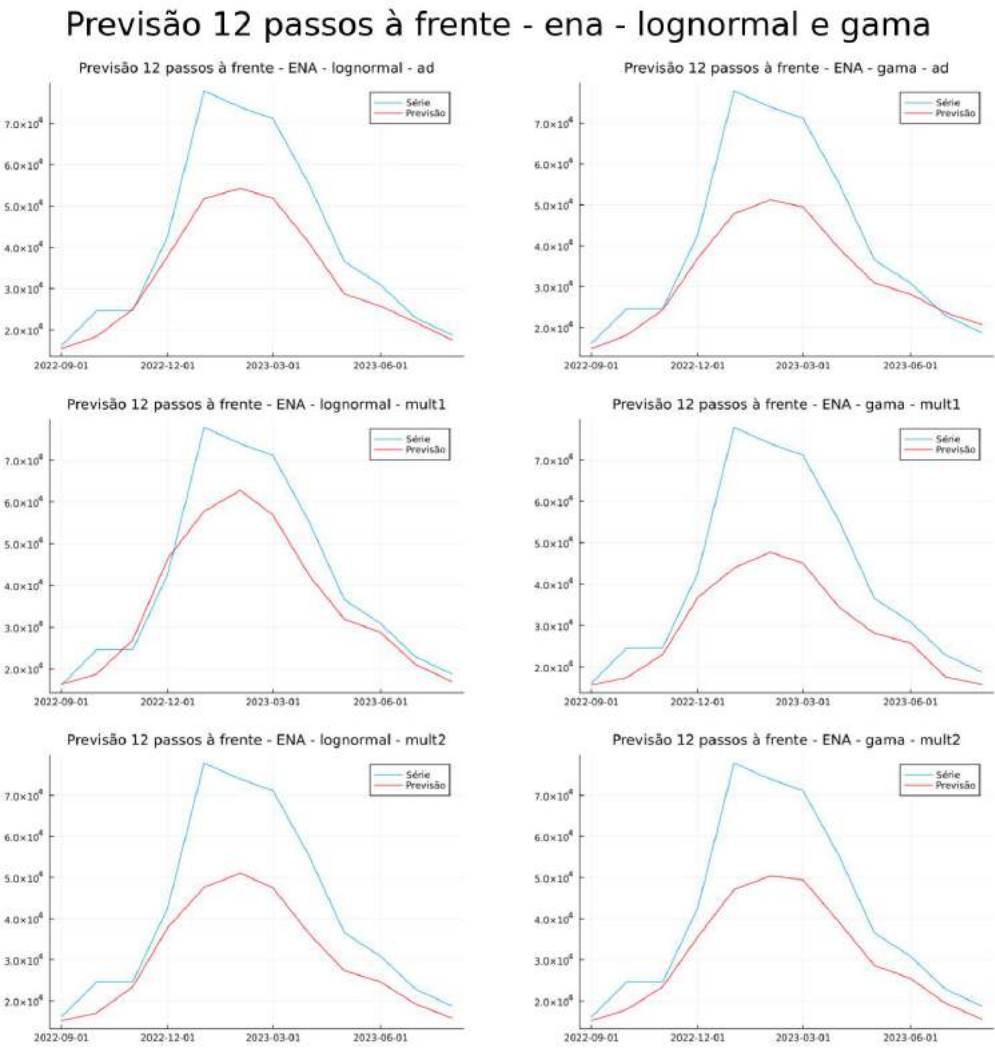 Previsão 12 passos à frente - ena - lognormal e gama
Previsão 12 passos à frente - ENA - lognormal - ad
Série
Previsão
7.0×10⁴
6.0×10⁴
5.0×10⁴
4.0×10⁴
3.0×10⁴
2.0×10⁴
2022-09-01 2022-12-01 2023-03-01 2023-06-01
Previsão 12 passos à frente - ENA - gama - ad
Série
Previsão
7.0×10⁴
6.0×10⁴
5.0×10⁴
4.0×10⁴
3.0×10⁴
2.0×10⁴
2022-09-01 2022-12-01 2023-03-01 2023-06-01
Previsão 12 passos à frente - ENA - lognormal - mult1
Série
Previsão
7.0×10⁴
6.0×10⁴
5.0×10⁴
4.0×10⁴
3.0×10⁴
2.0×10⁴
2022-09-01 2022-12-01 2023-03-01 2023-06-01
Previsão 12 passos à frente - ENA - gama - mult1
Série
Previsão
7.0×10⁴
6.0×10⁴
5.0×10⁴
4.0×10⁴
3.0×10⁴
2.0×10⁴
2022-09-01 2022-12-01 2023-03-01 2023-06-01
Previsão 12 passos à frente - ENA - lognormal - mult2
Série
Previsão
7.0×10⁴
6.0×10⁴
5.0×10⁴
4.0×10⁴
3.0×10⁴
2.0×10⁴
2022-09-01 2022-12-01 2023-03-01 2023-06-01
Previsão 12 passos à frente - ENA - gama - mult2
Série
Previsão
7.0×10⁴
6.0×10⁴
5.0×10⁴
4.0×10⁴
3.0×10⁴
2.0×10⁴
2022-09-01 2022-12-01 2023-03-01 2023-06-01